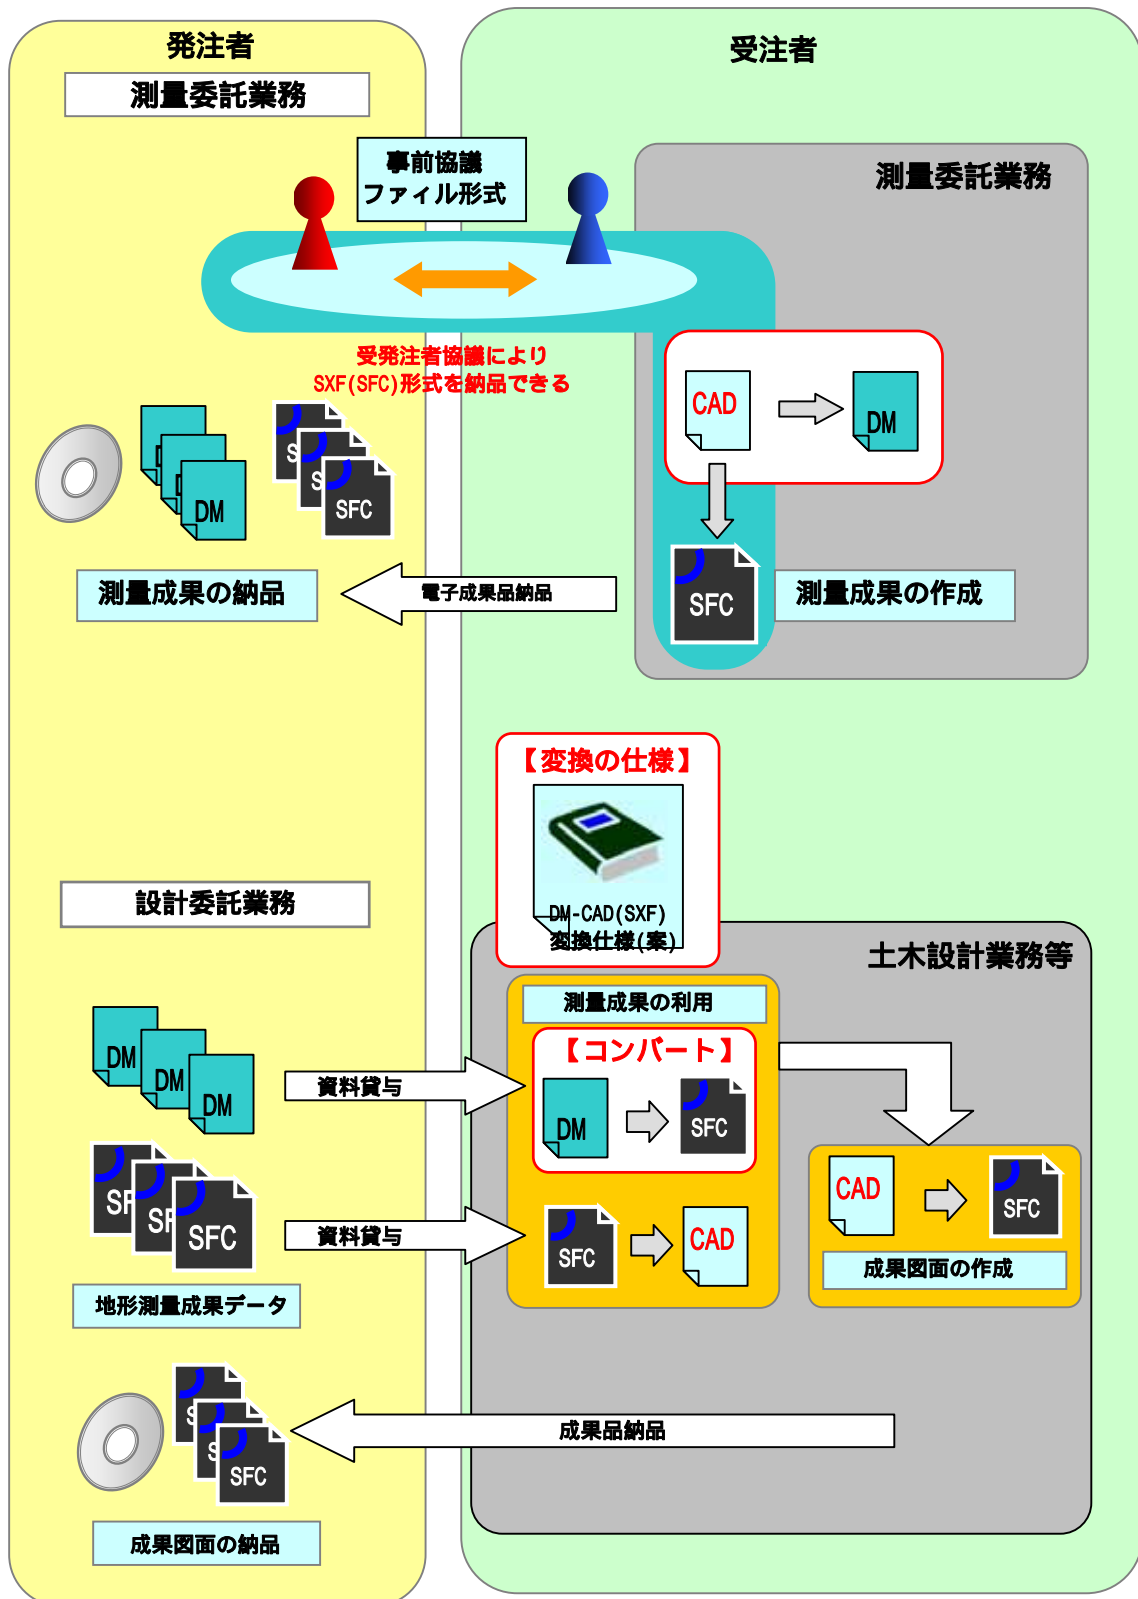 発注者
受注者
測量委託業務
事前協議
ファイル形式
測量委託業務
受発注者協議により
SXF(SFC)形式を納品できる
CAD
DM
DM
S
S
SFC
SFC
測量成果の納品
電子成果品納品
測量成果の作成
【変換の仕様】
DM-CAD(SXF)
変換仕様(案)
設計委託業務
土木設計業務等
測量成果の利用
【コンバート】
DM
DM
DM
資料貸与
DM
SFC
SF
SF
SFC
資料貸与
SFC
CAD
CAD
SFC
成果図面の作成
地形測量成果データ
S
S
SFC
成果品納品
成果図面の納品